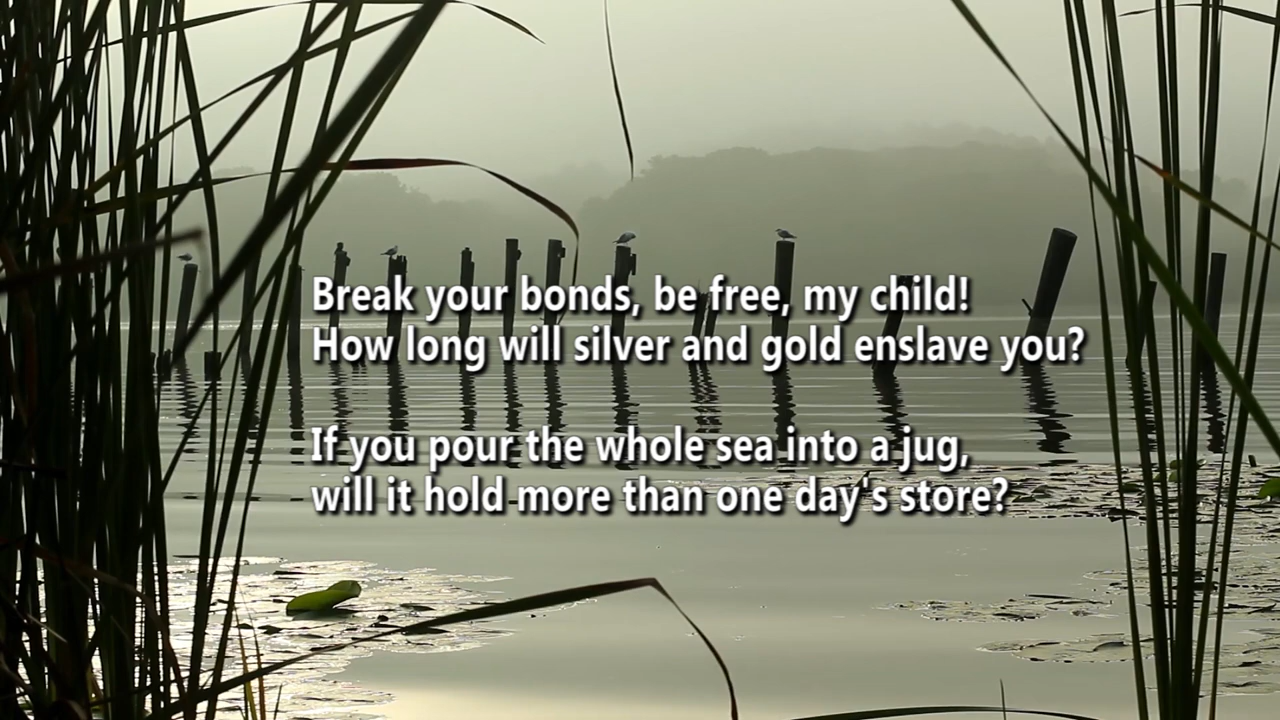 Break your bonds, be free, my child!
How long will silver and gold enslave you?
If you pour the whole sea into a jug,
will it hold more than one day's store?